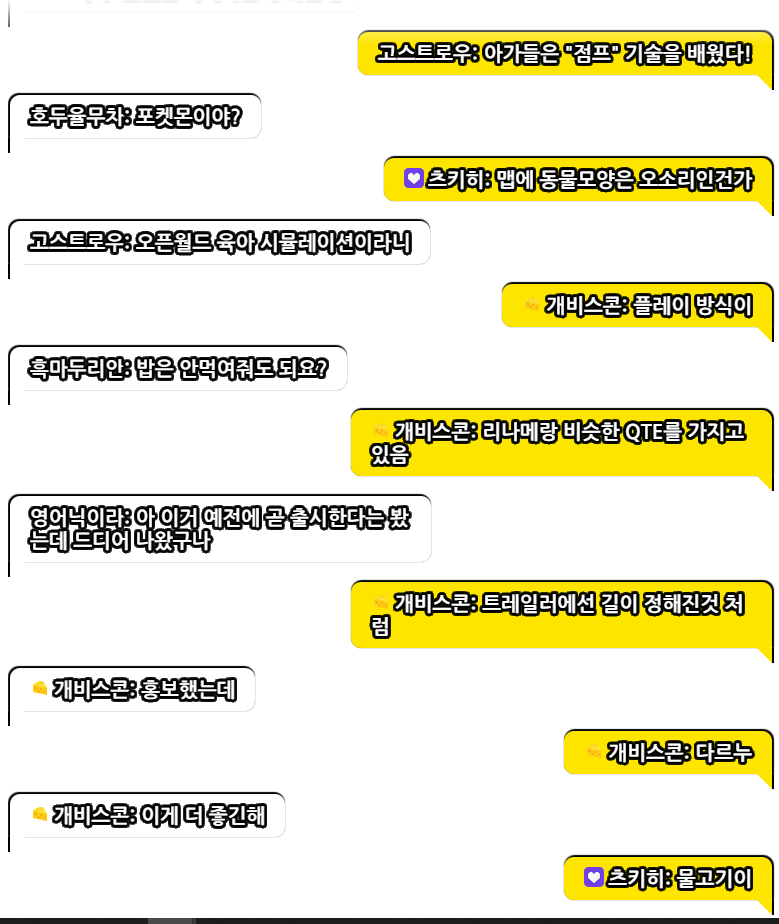 고스트로우: 아가들은 "점프" 기술을 배웠다!
호두율무차: 포켓몬이야?
츠키히: 맵에 동물모양은 오소리인건가
고스트로우: 오픈월드 육아 시뮬레이션이라니
개비스콘: 플레이 방식이
흑마두리안: 밥은 안먹여줘도 되요?
개비스콘: 리나메랑 비슷한 QTE를 가지고
있음
영어닉이라: 아 이거 예전에 곧 출시한다는 봤
는데 드디어 나왔구나
개비스콘: 트레일러에선 길이 정해진것 처
럼
개비스콘: 홍보했는데
개비스콘: 다르누
개비스콘: 이게 더 좋긴해
츠키히: 물고기이